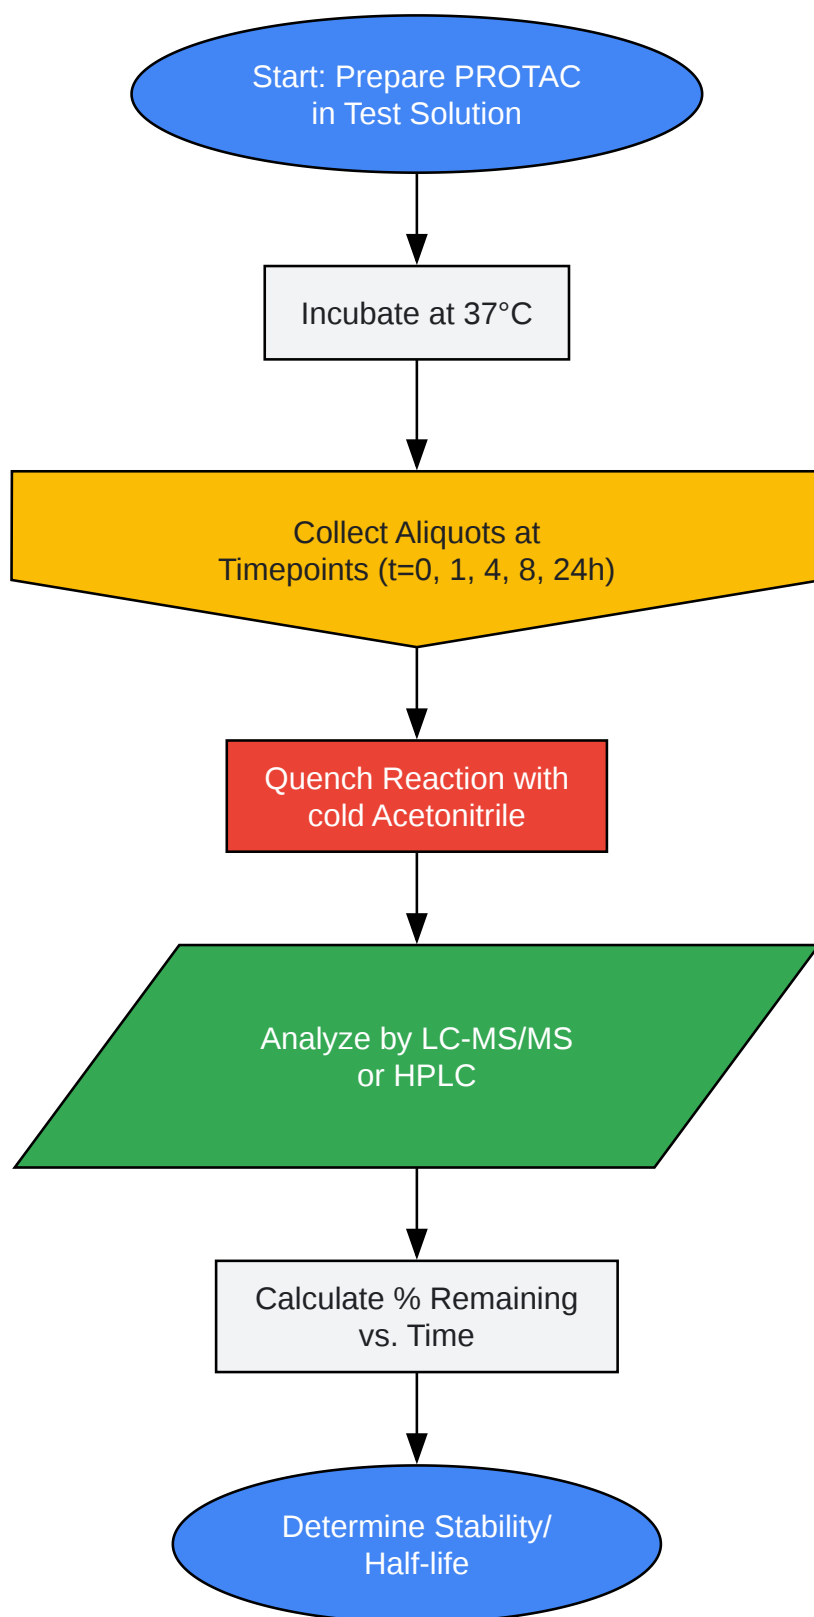 Start: Prepare PROTAC
in Test Solution
Incubate at 37°C
Collect Aliquots at
Timepoints (t=0, 1, 4, 8, 24h)
Quench Reaction with
cold Acetonitrile
Analyze by LC-MS/MS
or HPLC
Calculate % Remaining
vs. Time
Determine Stability/
Half-life